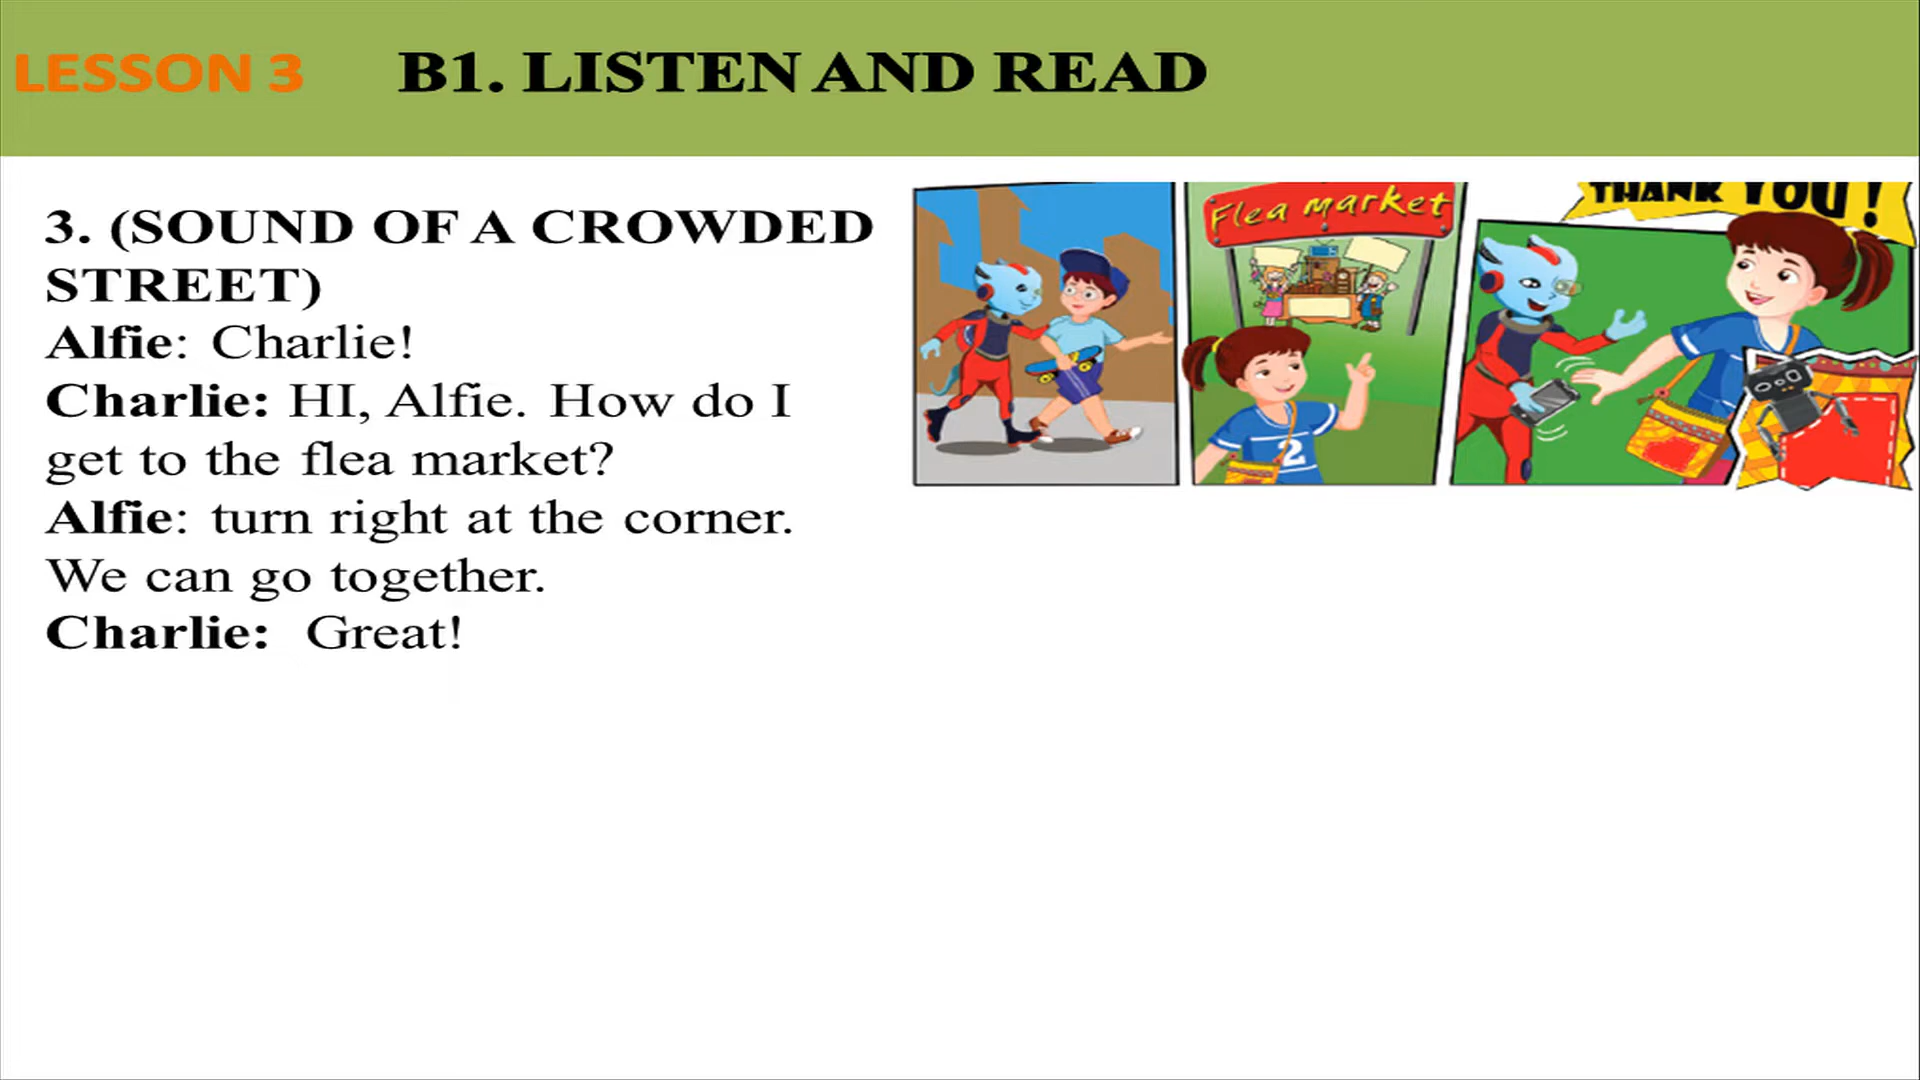 LESSON 3 B1. LISTEN AND READ
3. (SOUND OF A CROWDED
STREET)
Alfie: Charlie!
Charlie: HI, Alfie. How do I
get to the flea market?
Alfie: turn right at the corner.
We can go together.
Charlie: Great!
Flea market
2
THANK YOU!